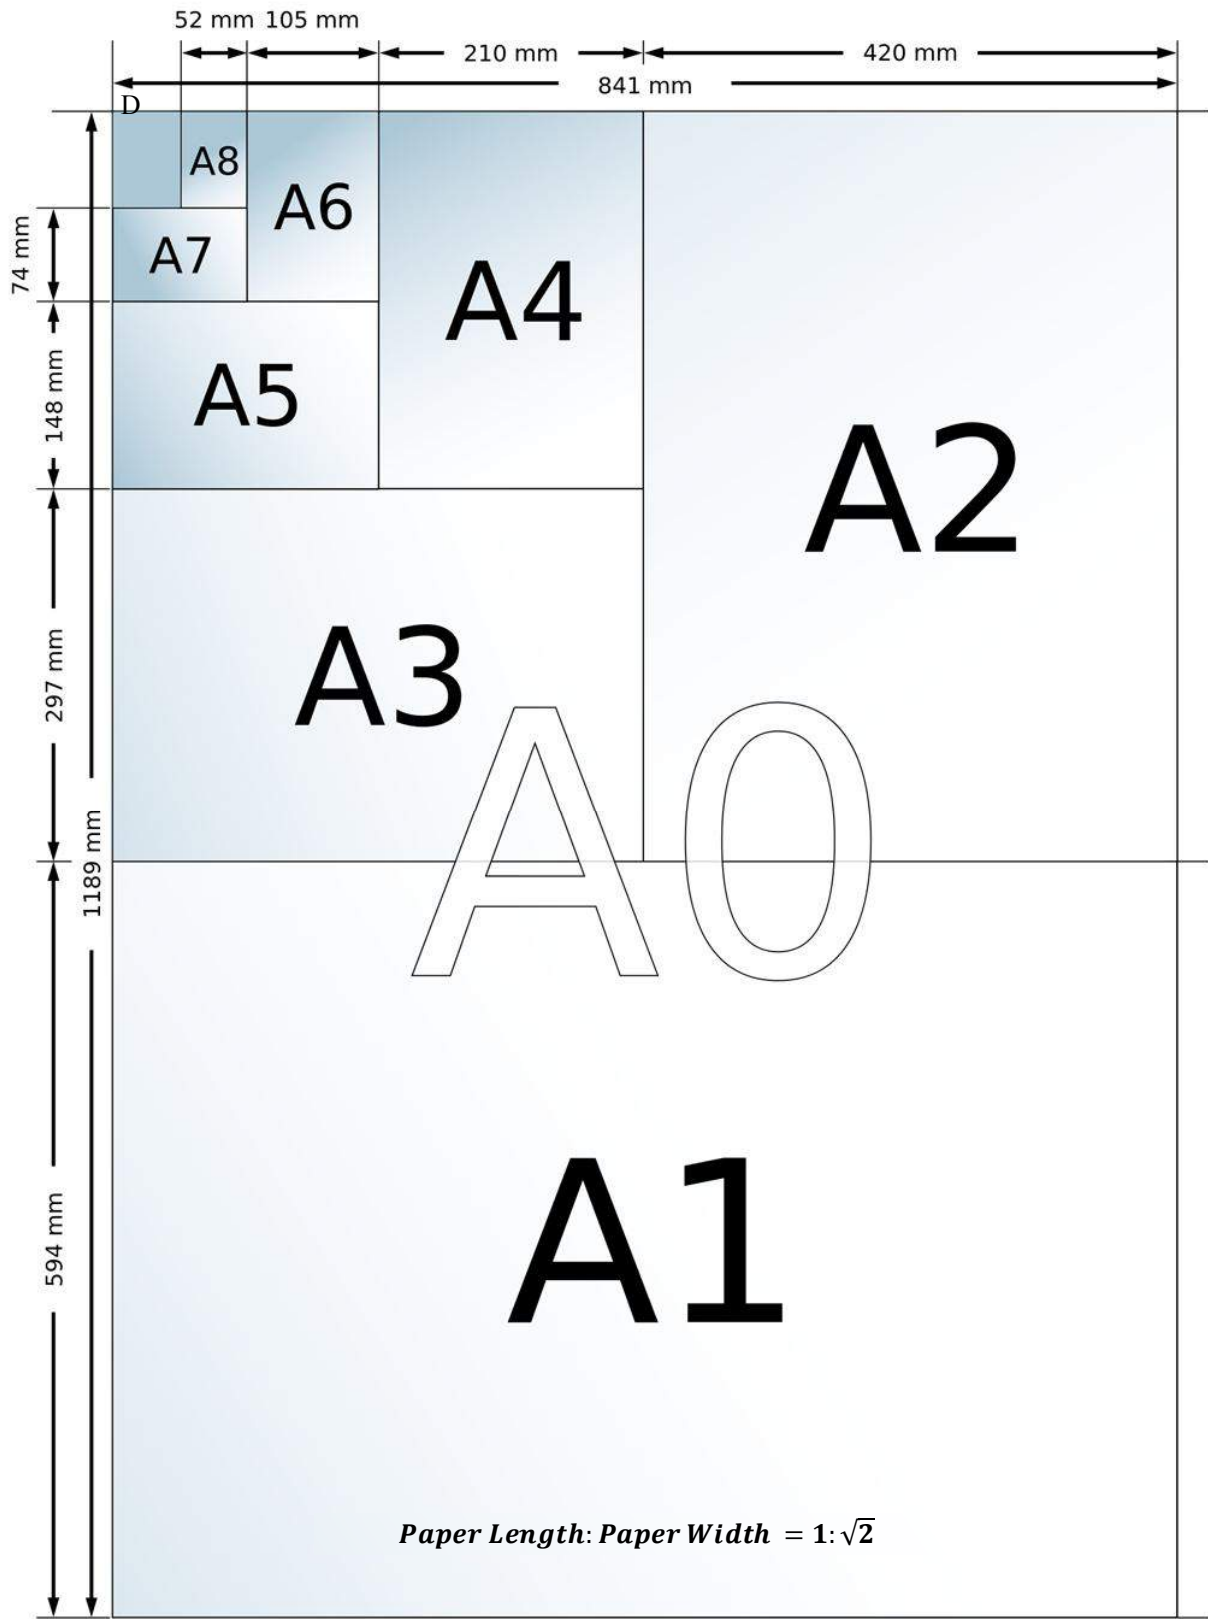 52 mm 105 mm
210 mm 420 mm
841 mm
D
A8
A6
A7
74 mm
A4
A5
148 mm
A2
A3
297 mm
A0
1189 mm
A1
594 mm
Paper Length: Paper Width = 1: √2